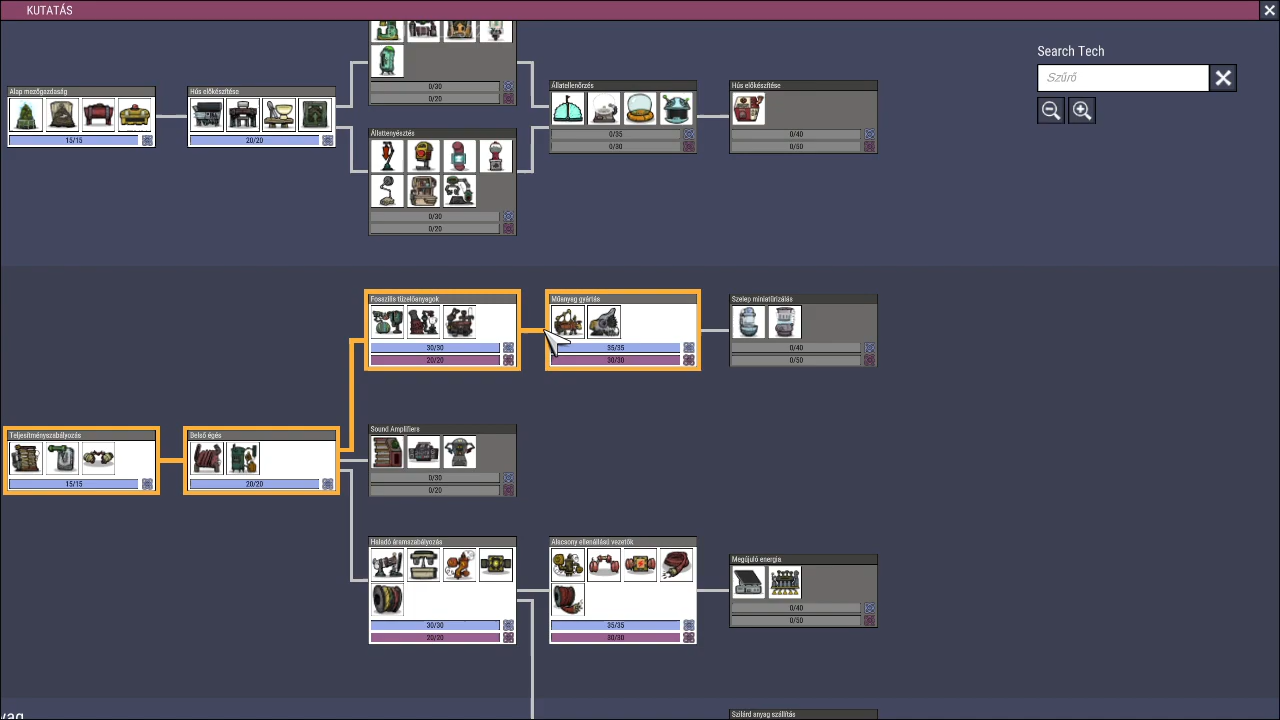 KUTATÁS
Search Tech
Szűrő
0/30
0/20
Alap mezőgazdaság
15/15
Hús előkészítése
20/20
Állattenyésztés
0/30
0/20
Állatellenőrzés
0/35
0/30
Hús előkészítése
0/40
0/50
Fosszilis tüzelőanyagok
30/30
20/20
Műanyag gyártás
35/35
30/30
Szelep miniatürizálás
0/40
0/50
Teljesítményszabályozás
15/15
Belső égés
20/20
Sound Amplifiers
0/30
0/20
Haladó áramszabályozás
30/30
20/20
Alacsony ellenállású vezetők
35/35
30/30
Megújuló energia
0/40
0/50
Szilárd anyag szállítás